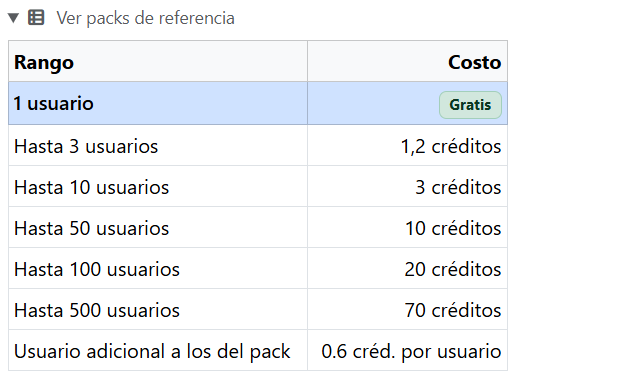 ▼ Ver packs de referencia
Rango Costo
1 usuario Gratis
Hasta 3 usuarios 1,2 créditos
Hasta 10 usuarios 3 créditos
Hasta 50 usuarios 10 créditos
Hasta 100 usuarios 20 créditos
Hasta 500 usuarios 70 créditos
Usuario adicional a los del pack 0.6 créd. por usuario